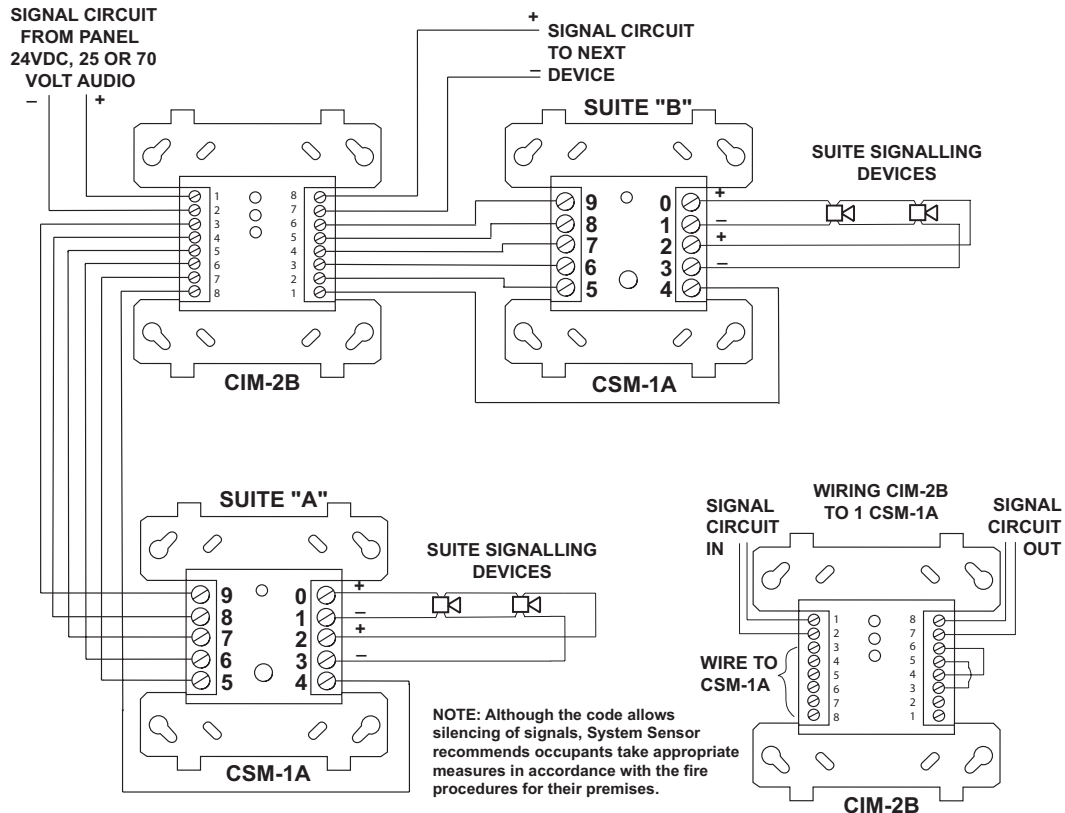 SIGNAL CIRCUIT
FROM PANEL
24VDC, 25 OR 70
VOLT AUDIO
– +
+
SIGNAL CIRCUIT
TO NEXT
– DEVICE
1
2
3
4
5
6
7
8
8
7
6
5
4
3
2
1
CIM-2B
SUITE "B"
9
8
7
6
5
0
1
2
3
4
+
–
+
–
CSM-1A
SUITE SIGNALLING
DEVICES
SUITE "A"
9
8
7
6
5
0
1
2
3
4
+
–
+
–
CSM-1A
SUITE SIGNALLING
DEVICES
NOTE: Although the code allows
silencing of signals, System Sensor
recommends occupants take appropriate
measures in accordance with the fire
procedures for their premises.
WIRING CIM-2B
TO 1 CSM-1A
SIGNAL
CIRCUIT
IN
SIGNAL
CIRCUIT
OUT
1
2
3
4
5
6
7
8
8
7
6
5
4
3
2
1
WIRE TO
CSM-1A
CIM-2B